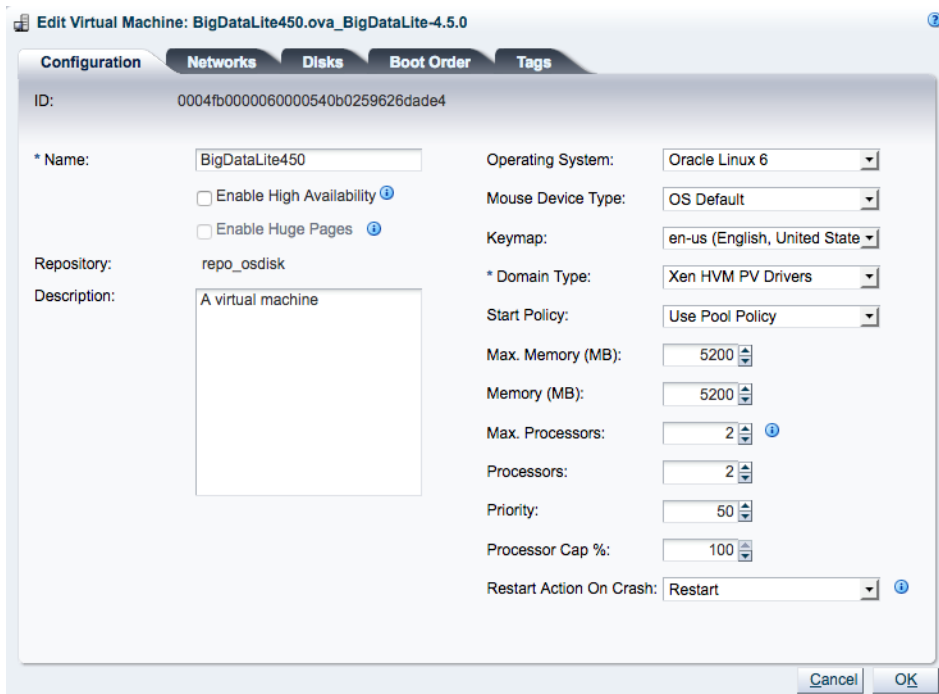 Edit Virtual Machine: BigDataLite450.ova_BigDataLite-4.5.0
Configuration
Networks
Disks
Boot Order
Tags
ID: 0004fb0000060000540b0259626dade4
* Name: BigDataLite450
Enable High Availability
Enable Huge Pages
Repository: repo_osdisk
Description: A virtual machine
Operating System: Oracle Linux 6
Mouse Device Type: OS Default
Keymap: en-us (English, United State
* Domain Type: Xen HVM PV Drivers
Start Policy: Use Pool Policy
Max. Memory (MB): 5200
Memory (MB): 5200
Max. Processors: 2
Processors: 2
Priority: 50
Processor Cap %: 100
Restart Action On Crash: Restart
Cancel
OK